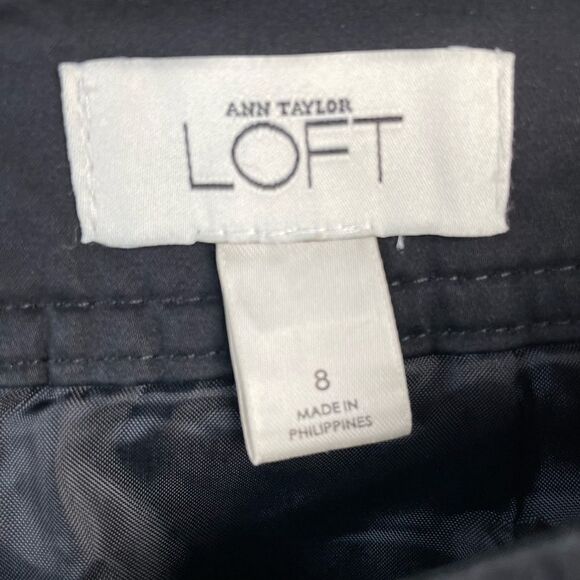 ANN TAYLOR
LOFT
8
MADE IN
PHILIPPINES